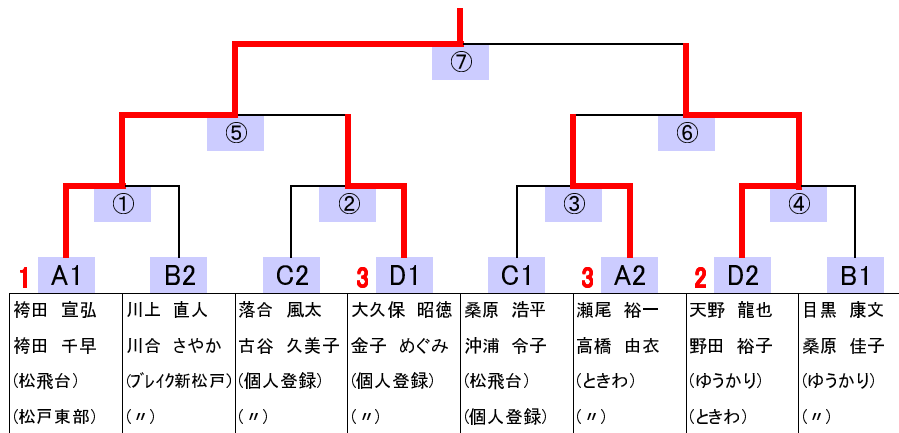 ⑦
⑤ ⑥
① ② ③ ④
1 A1 B2 C2 3 D1 C1 3 A2 2 D2 B1
袴田 宣弘 川上 直人 落合 風太 大久保 昭徳 桑原 浩平 瀬尾 裕一 天野 龍也 目黒 康文
袴田 千早 川合 さやか 古谷 久美子 金子 めぐみ 沖浦 令子 高橋 由衣 野田 裕子 桑原 佳子
(松飛台) (ブレイク新松戸) (個人登録) (個人登録) (松飛台) (ときわ) (ゆうかり) (ゆうかり)
(松戸東部) (〃) (〃) (〃) (個人登録) (〃) (ときわ) (〃)